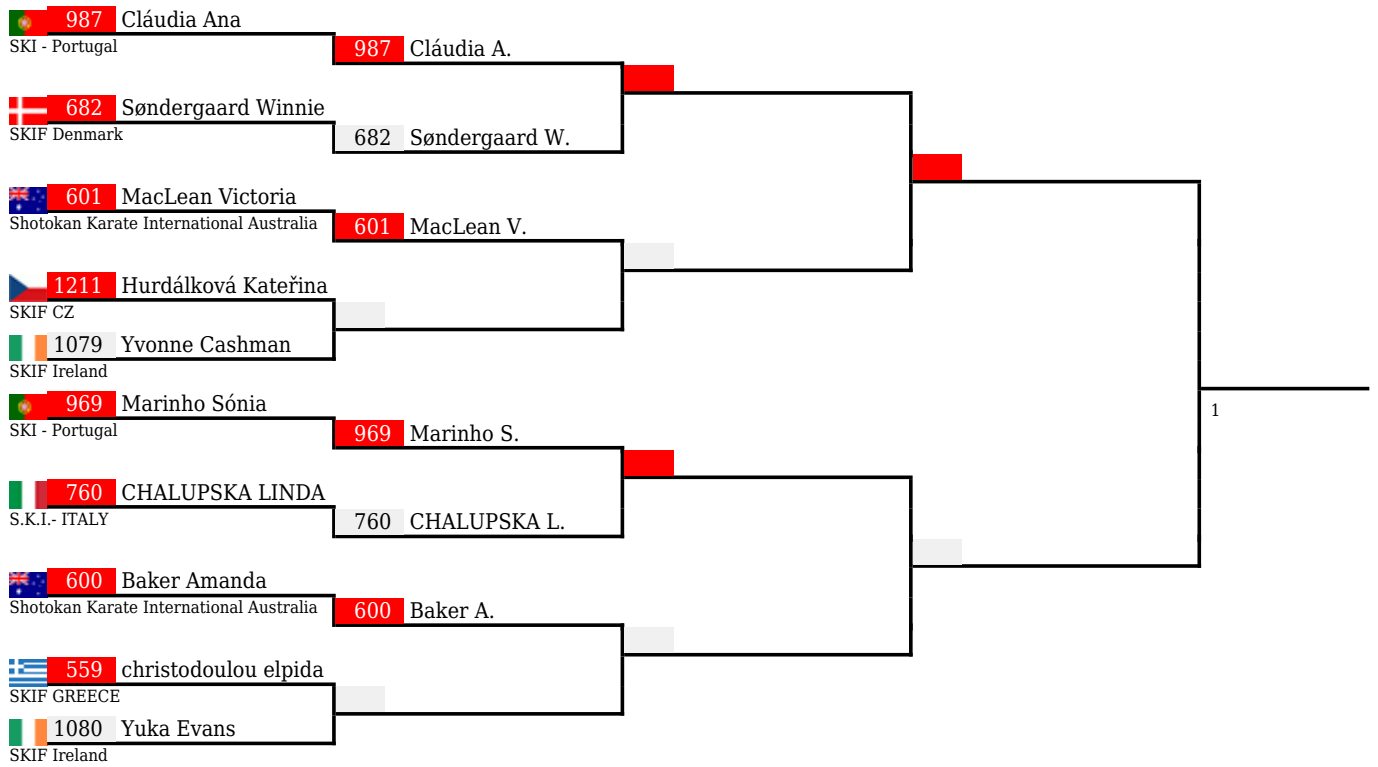 987 Cláudia Ana
SKI - Portugal
987 Cláudia A.
682 Søndergaard Winnie
SKIF Denmark
682 Søndergaard W.
601 MacLean Victoria
Shotokan Karate International Australia
601 MacLean V.
1211 Hurdálková Kateřina
SKIF CZ
1079 Yvonne Cashman
SKIF Ireland
969 Marinho Sónia
SKI - Portugal
969 Marinho S.
1
760 CHALUPSKA LINDA
S.K.I.- ITALY
760 CHALUPSKA L.
600 Baker Amanda
Shotokan Karate International Australia
600 Baker A.
559 christodoulou elpida
SKIF GREECE
1080 Yuka Evans
SKIF Ireland